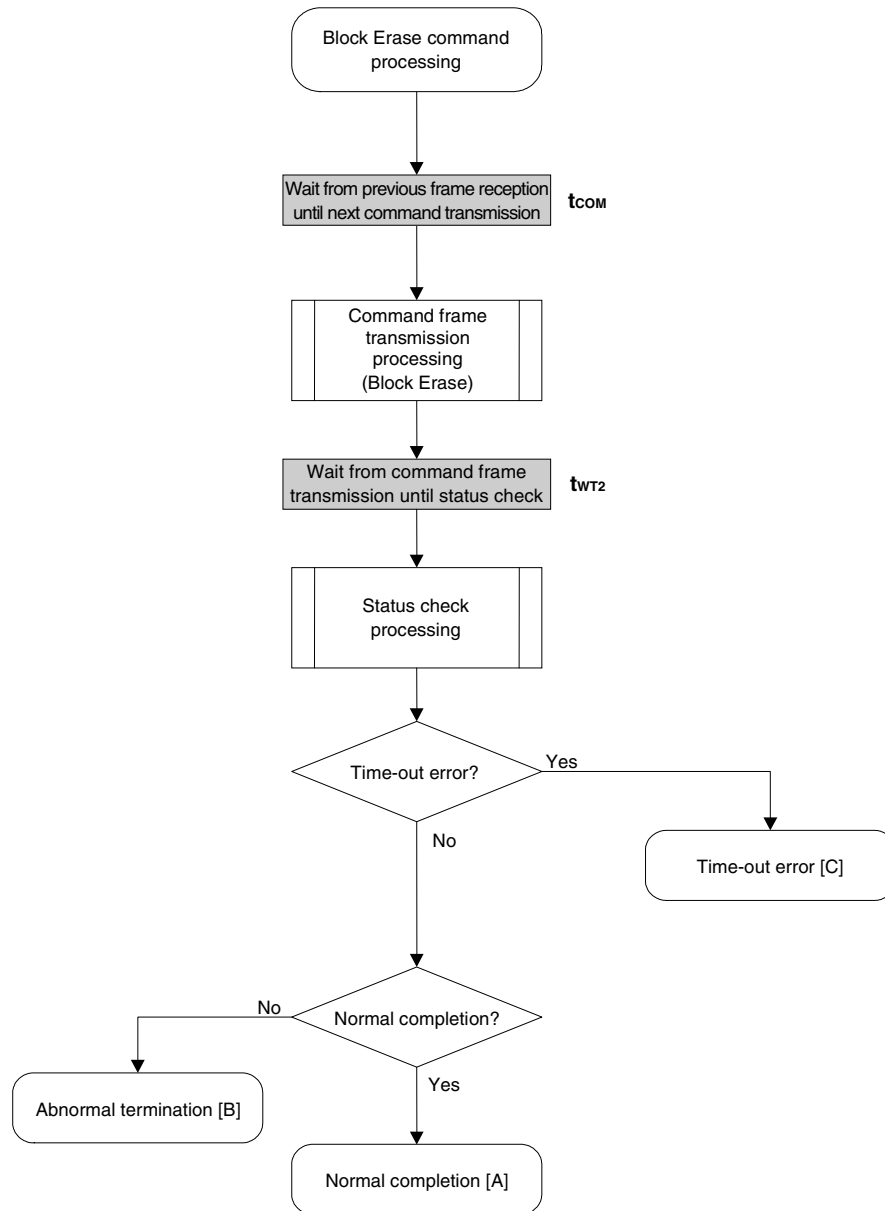 Block Erase command
processing
Wait from previous frame reception
until next command transmission
tCOM
Command frame
transmission
processing
(Block Erase)
Wait from command frame
transmission until status check
tWT2
Status check
processing
Time-out error?
Yes
No
Time-out error [C]
No
Normal completion?
Yes
Abnormal termination [B]
Normal completion [A]